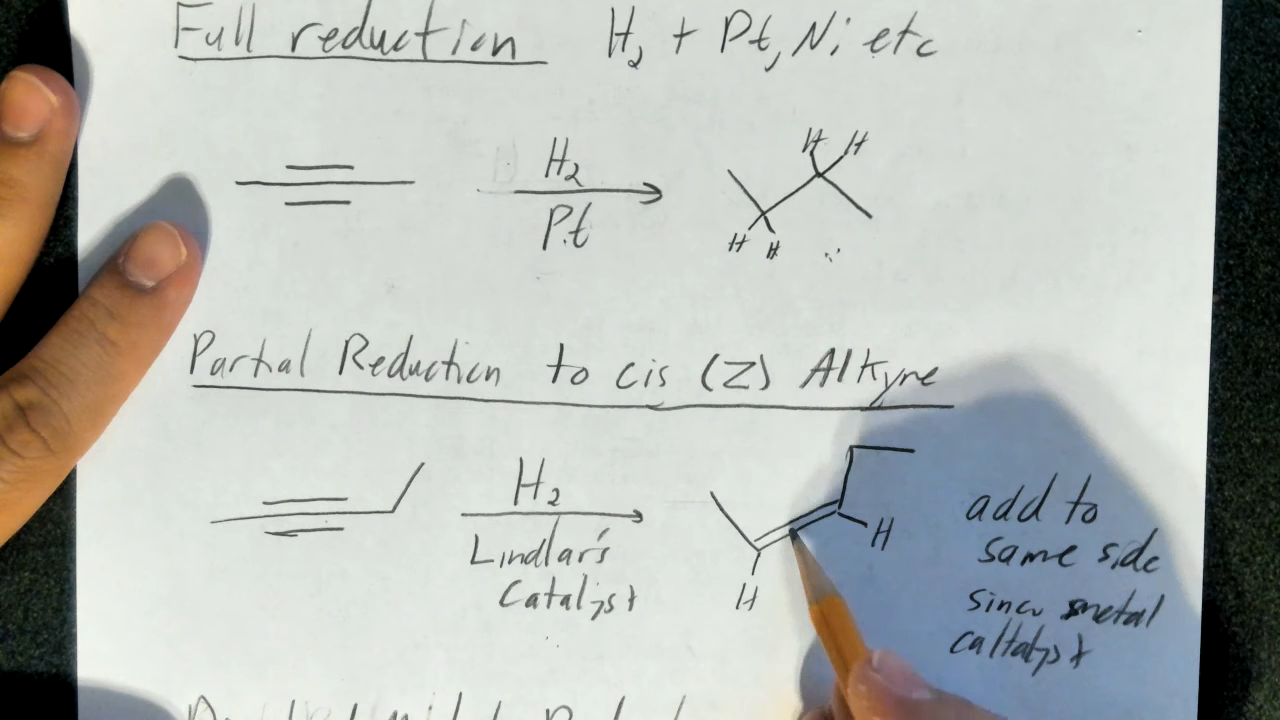 Full reduction H2 + Pt, Ni etc
H2
Pt
H H
H H
Partial Reduction to cis (Z) Alkyne
H2
Lindlar's
Catalyst
H
H
add to
same side
since metal
caltalyst